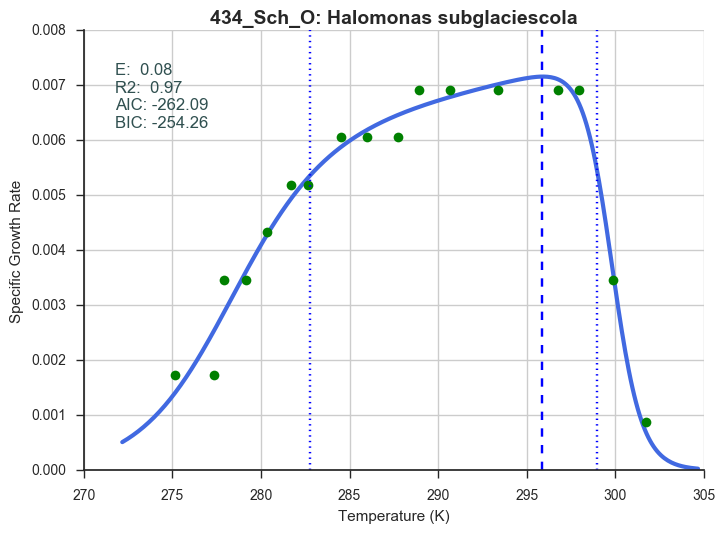 434_Sch_O: Halomonas subglaciescola
E:  0.08
R2:  0.97
AIC: -262.09
BIC: -254.26
0.008
0.007
0.006
0.005
0.004
0.003
0.002
0.001
0.000
Specific Growth Rate
270 275 280 285 290 295 300 305
Temperature (K)